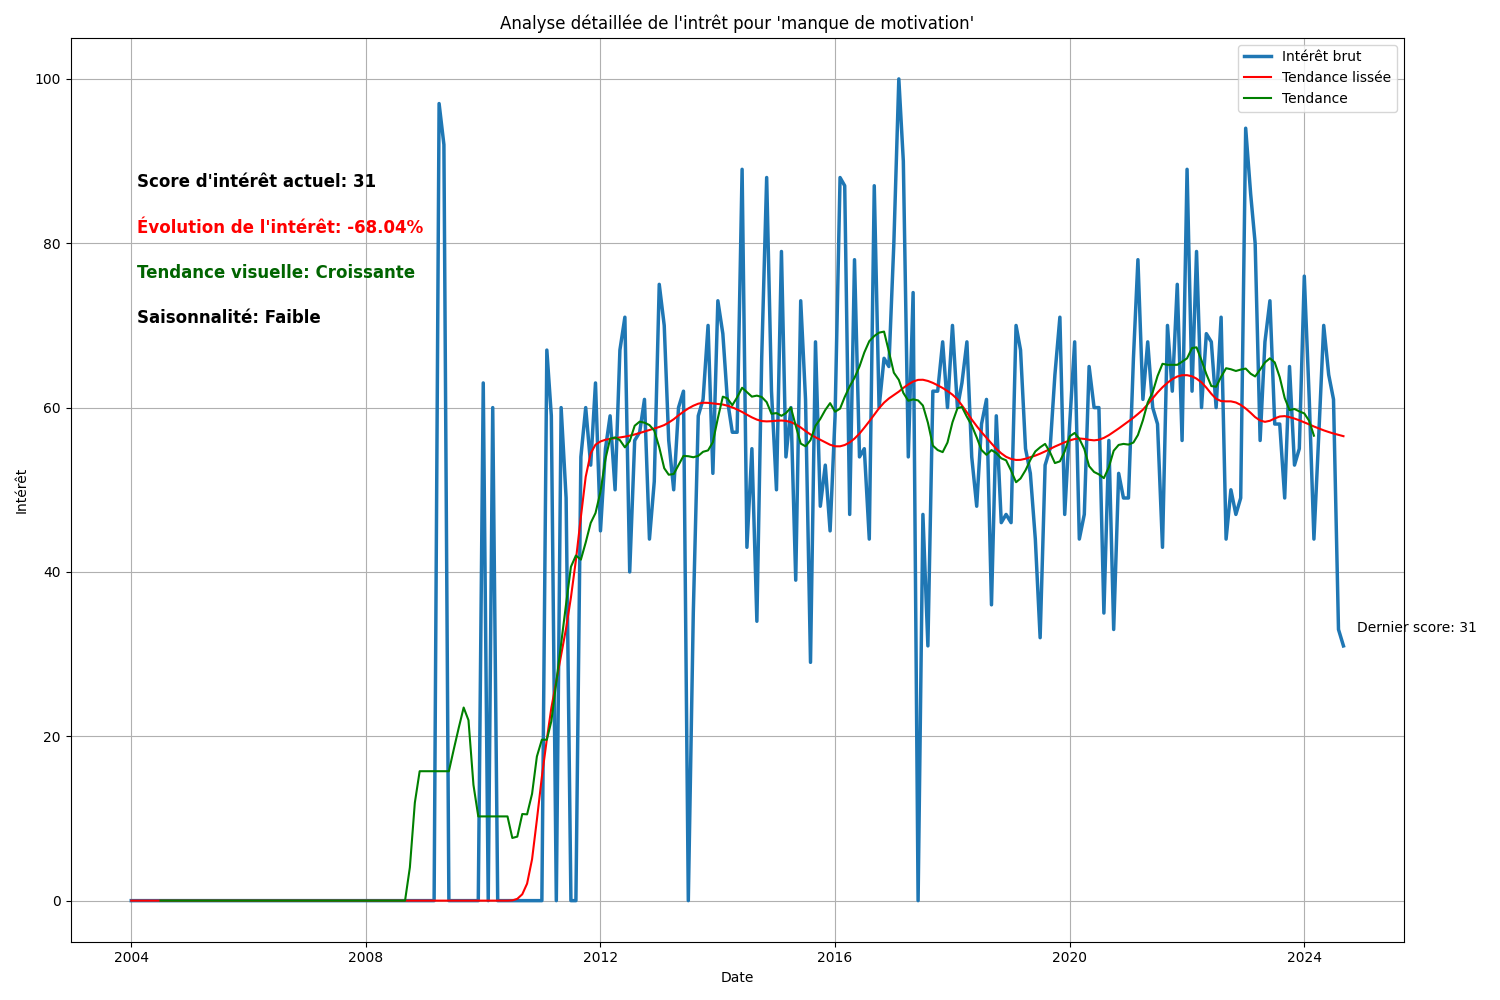 Analyse détaillée de l'intrêt pour 'manque de motivation'
Intérêt brut
Tendance lissée
Tendance
Score d'intérêt actuel: 31
Évolution de l'intérêt: -68.04%
Tendance visuelle: Croissante
Saisonnalité: Faible
Dernier score: 31
Intérêt
100
80
60
40
20
0
2004
2008
2012
2016
2020
2024
Date